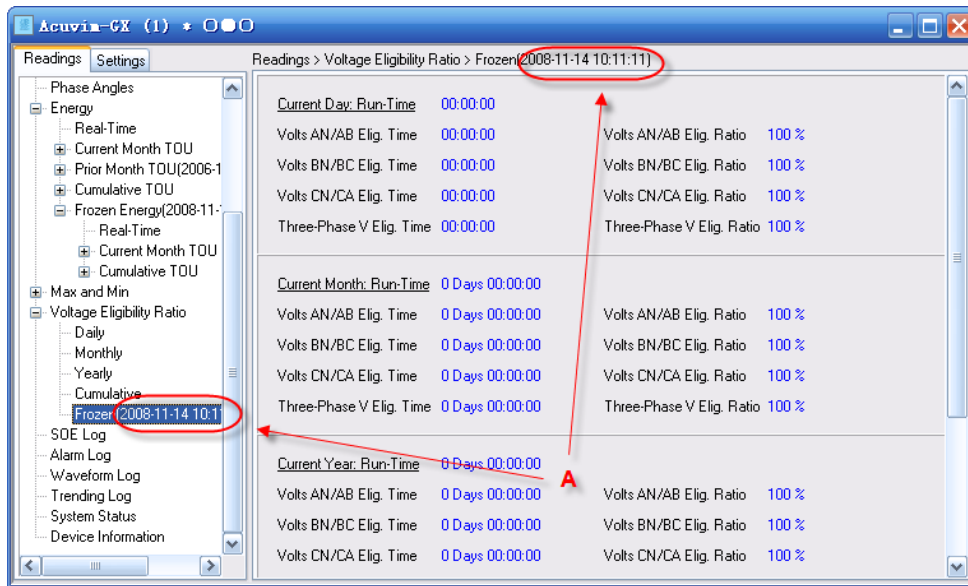 Acuvim-GX (1) *
Readings Settings
Readings > Voltage Eligibility Ratio > Frozen(2008-11-14 10:11:11)
Phase Angles
Energy
Real-Time
Current Month TOU
Prior Month TOU(2006-1
Cumulative TOU
Frozen Energy(2008-11-
Real-Time
Current Month TOU
Cumulative TOU
Max and Min
Voltage Eligibility Ratio
Daily
Monthly
Yearly
Cumulative
Frozen(2008-11-14 10:1
SOE Log
Alarm Log
Waveform Log
Trending Log
System Status
Device Information
Current Day: Run-Time 00:00:00
Volts AN/AB Elig. Time 00:00:00 Volts AN/AB Elig. Ratio 100 %
Volts BN/BC Elig. Time 00:00:00 Volts BN/BC Elig. Ratio 100 %
Volts CN/CA Elig. Time 00:00:00 Volts CN/CA Elig. Ratio 100 %
Three-Phase V Elig. Time 00:00:00 Three-Phase V Elig. Ratio 100 %
Current Month: Run-Time 0 Days 00:00:00
Volts AN/AB Elig. Time 0 Days 00:00:00 Volts AN/AB Elig. Ratio 100 %
Volts BN/BC Elig. Time 0 Days 00:00:00 Volts BN/BC Elig. Ratio 100 %
Volts CN/CA Elig. Time 0 Days 00:00:00 Volts CN/CA Elig. Ratio 100 %
Three-Phase V Elig. Time 0 Days 00:00:00 Three-Phase V Elig. Ratio 100 %
Current Year: Run-Time 0 Days 00:00:00
A
Volts AN/AB Elig. Time 0 Days 00:00:00 Volts AN/AB Elig. Ratio 100 %
Volts BN/BC Elig. Time 0 Days 00:00:00 Volts BN/BC Elig. Ratio 100 %
Volts CN/CA Elig. Time 0 Days 00:00:00 Volts CN/CA Elig. Ratio 100 %